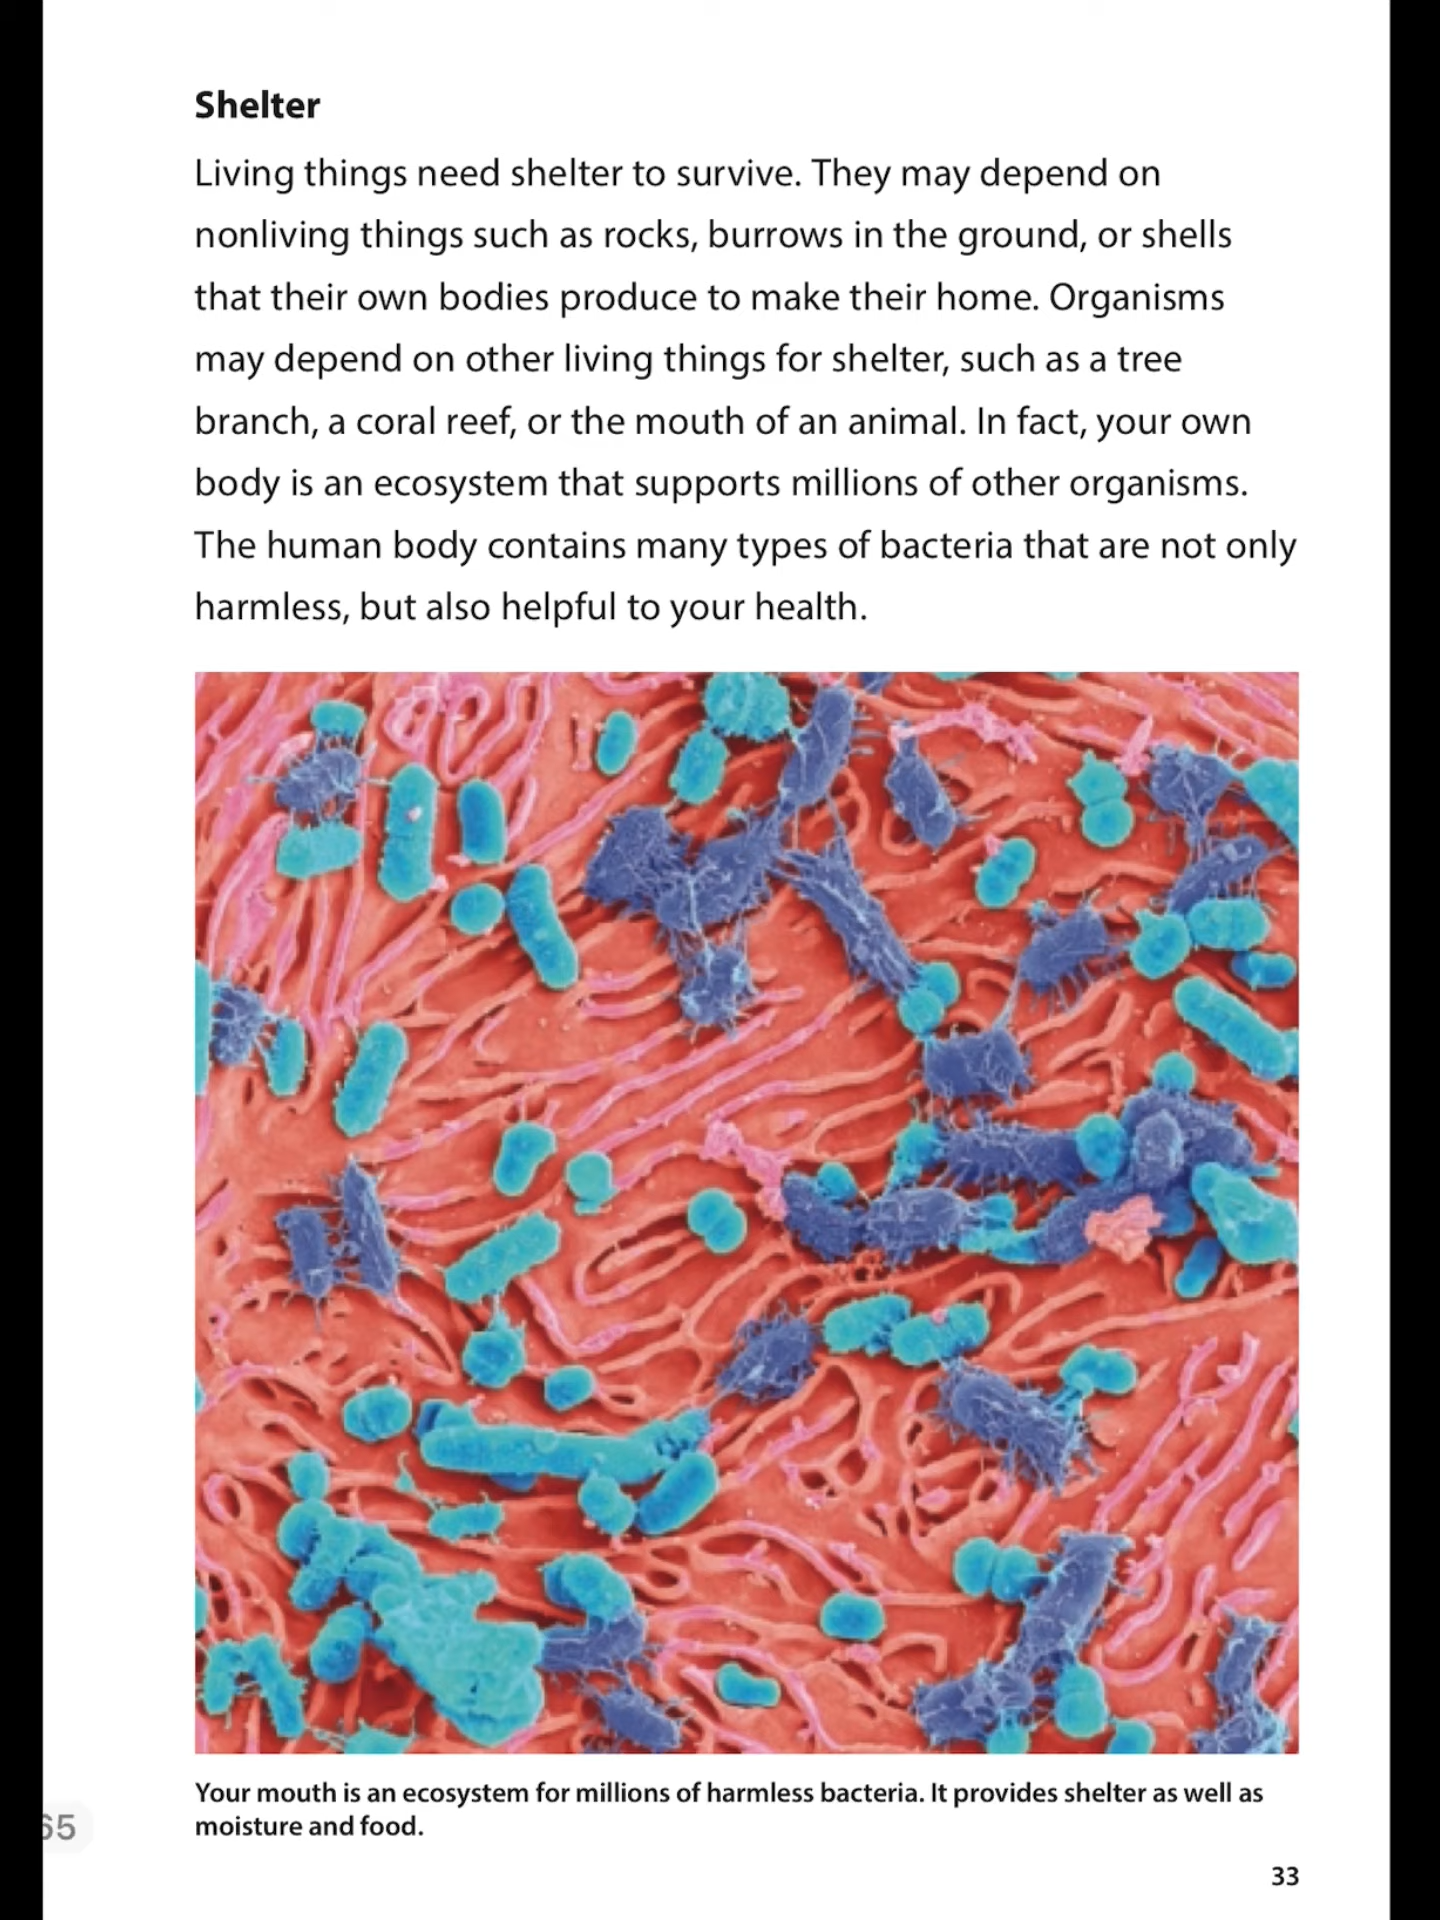 Shelter
Living things need shelter to survive. They may depend on
nonliving things such as rocks, burrows in the ground, or shells
that their own bodies produce to make their home. Organisms
may depend on other living things for shelter, such as a tree
branch, a coral reef, or the mouth of an animal. In fact, your own
body is an ecosystem that supports millions of other organisms.
The human body contains many types of bacteria that are not only
harmless, but also helpful to your health.
Your mouth is an ecosystem for millions of harmless bacteria. It provides shelter as well as
moisture and food.
33